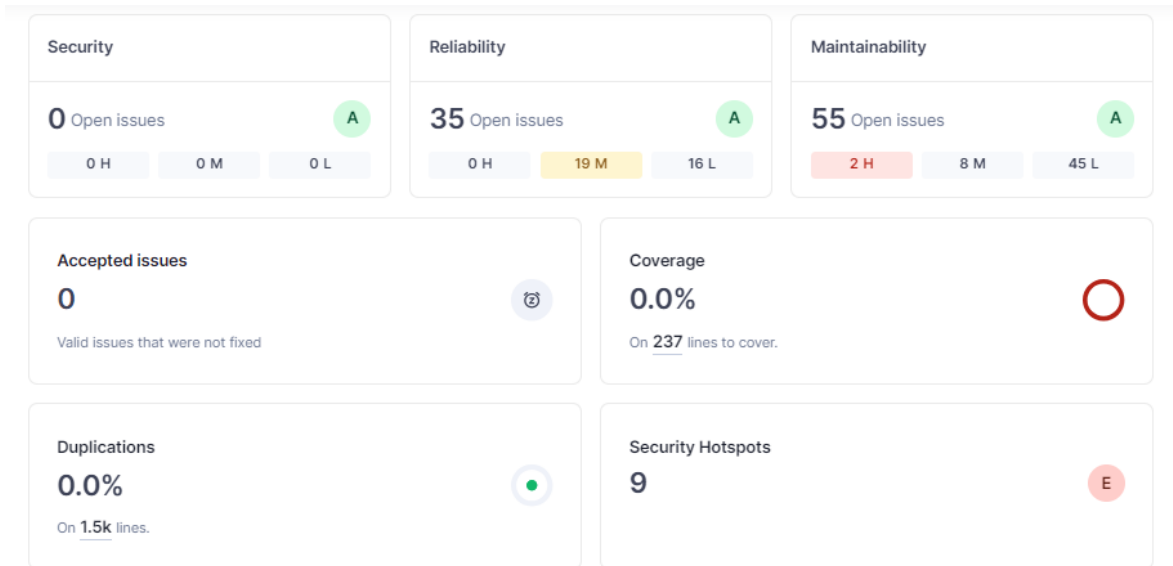 Security
Reliability
Maintainability
0 Open issues
A
35 Open issues
A
55 Open issues
A
0 H
0 M
0 L
0 H
19 M
16 L
2 H
8 M
45 L
Accepted issues
0
Valid issues that were not fixed
Coverage
0.0%
On 237 lines to cover.
Duplications
0.0%
On 1.5k lines.
Security Hotspots
9
E